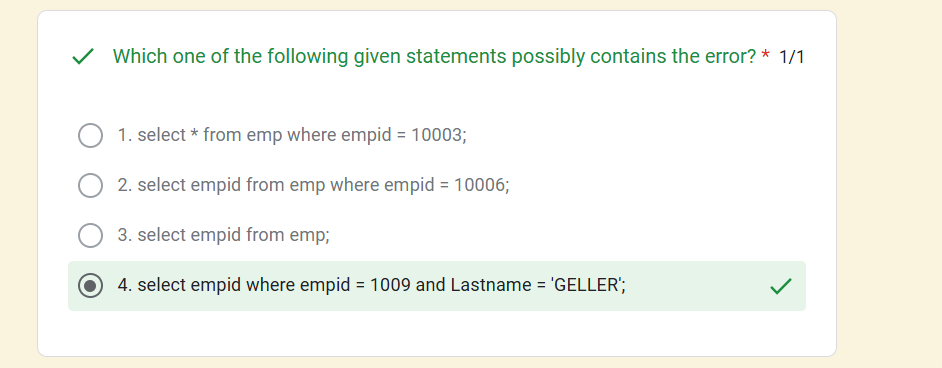 Which one of the following given statements possibly contains the error? * 1/1
1. select * from emp where empid = 10003;
2. select empid from emp where empid = 10006;
3. select empid from emp;
4. select empid where empid = 1009 and Lastname = 'GELLER';